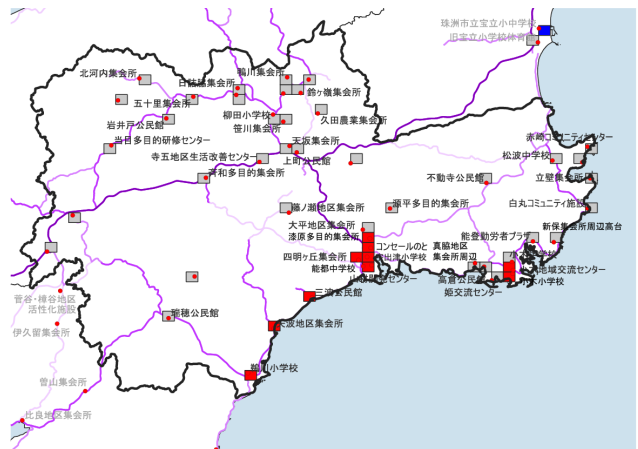 珠洲市立宝立小中学校
旧宝立小学校体育館
北河内集会所
鴨川集会所
白誌謡集会所
鈴ヶ嶺集会所
五十里集会所
柳田小学校
久田農業集会所
岩井戸公民館
笹川集会所
当目多目的研修センター
天坂集会所
寺五地区生活改善センター
上町公民館
斉和多目的集会所
赤崎コミュニティセンター
松波中学校
不動寺公民館
立壁集会所
白丸コミュニティ施設
篠ノ瀬地区集会所
源平多目的集会所
大平地区集会所
漆原多目的集会所
新保集会所周辺高台
能登勤労者プラザ
コンセールのと
真脇地区
集会所周辺
四明ヶ丘集会所
宇出津小学校
能都中学校
小木地域交流センター
高倉公民館
小木小学校
姫交流センター
三浦公民館
瑞穂公民館
矢波地区集会所
鵜川小学校
菅谷・樟谷地区
活性化施設
伊久留集会所
曽山集会所
比良地区集会所